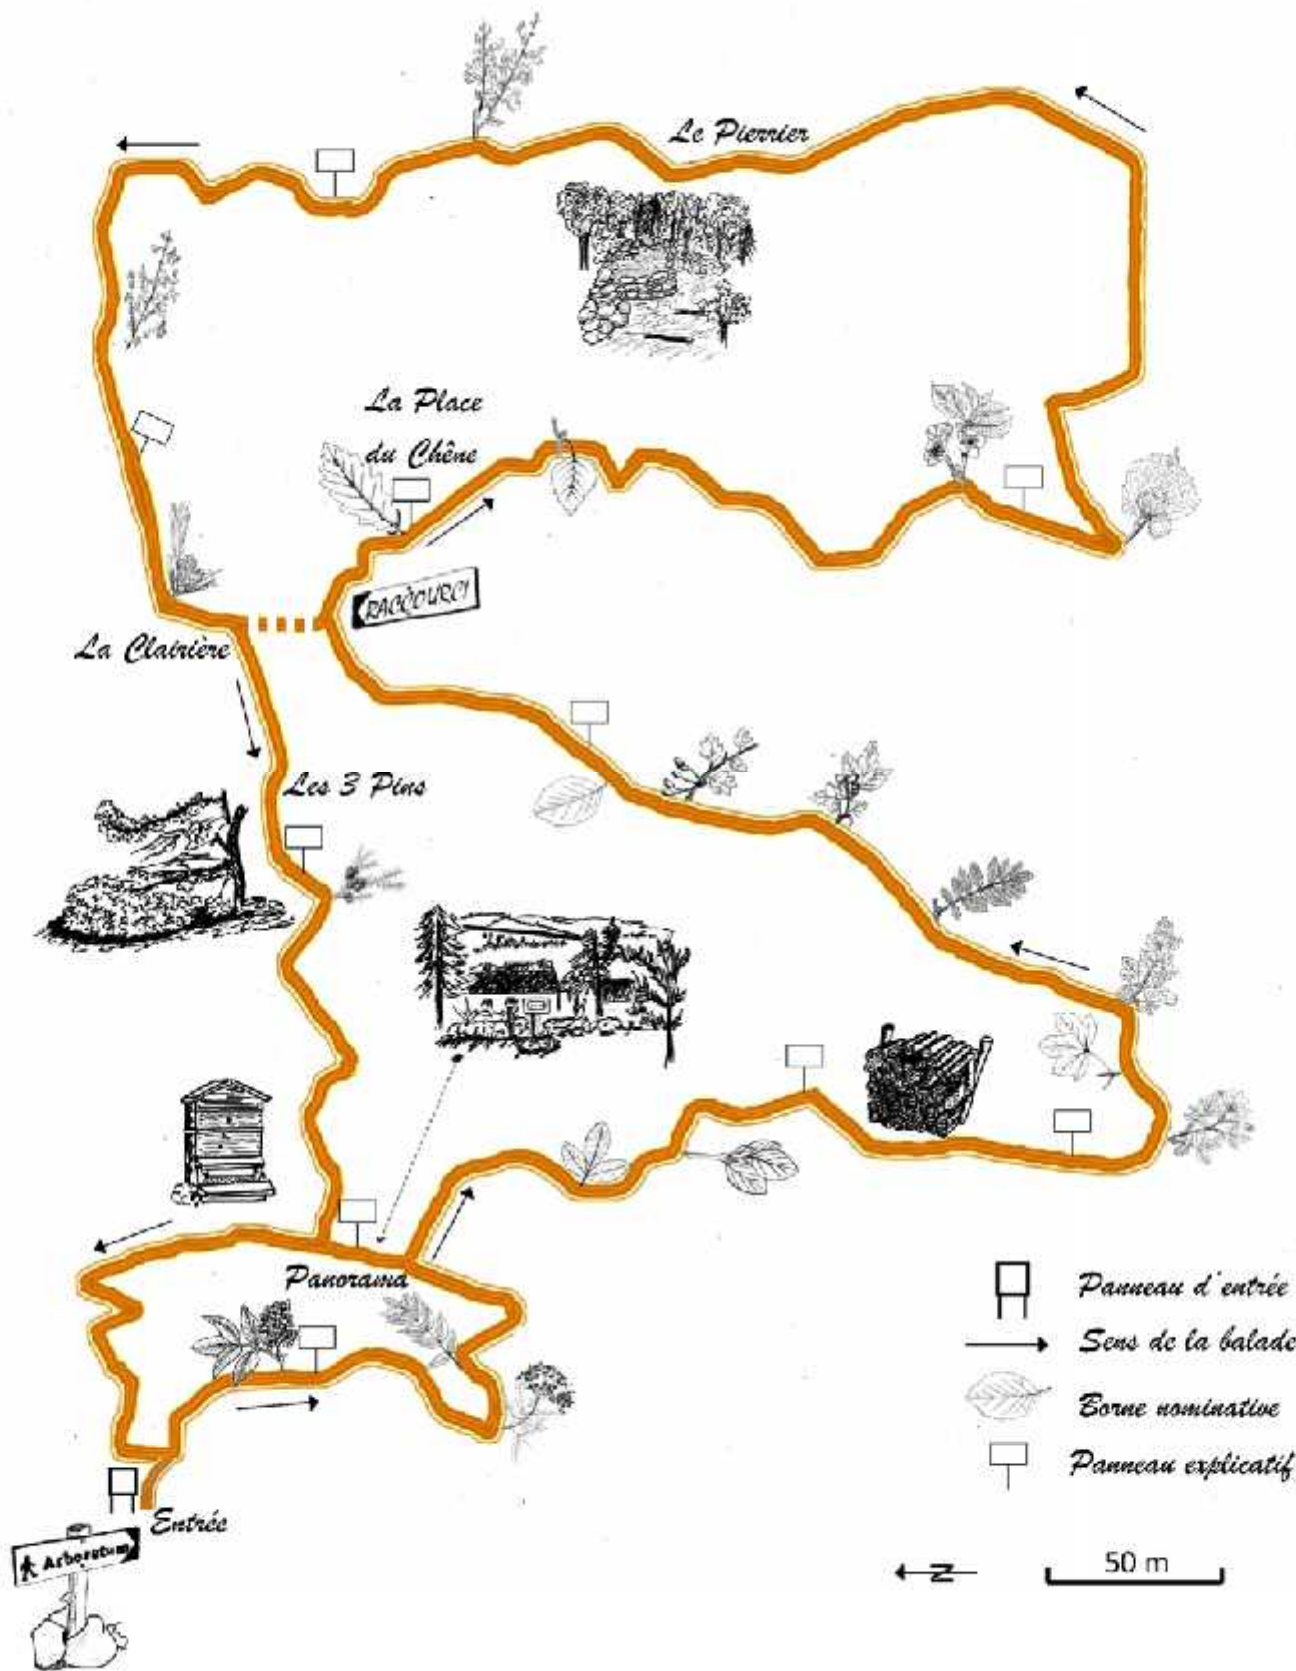 Le Pierrier
La Place
du Chêne
RACCOURCI
La Clairière
Les 3 Pins
Panorama
Panneau d'entrée
Sens de la balade
Borne nominative
Panneau explicatif
Entrée
Arboretum
N
50 m